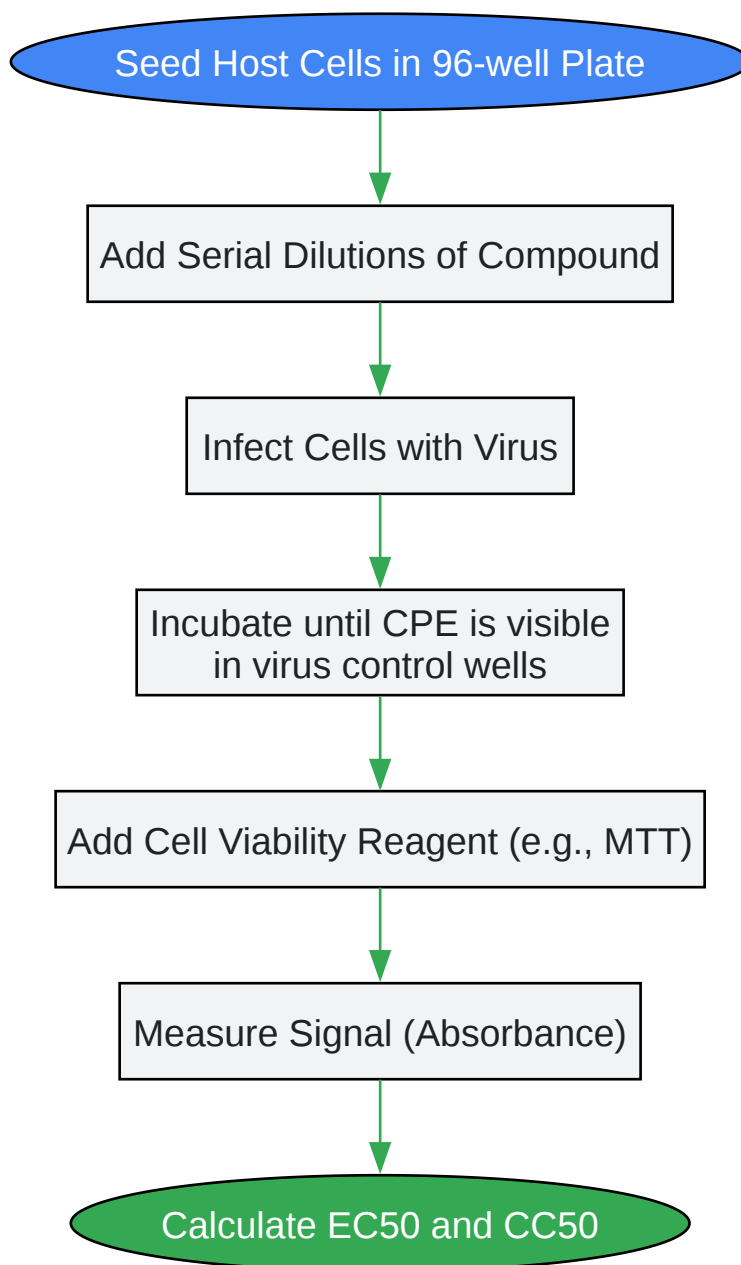 Seed Host Cells in 96-well Plate
Add Serial Dilutions of Compound
Infect Cells with Virus
Incubate until CPE is visible
in virus control wells
Add Cell Viability Reagent (e.g., MTT)
Measure Signal (Absorbance)
Calculate EC50 and CC50